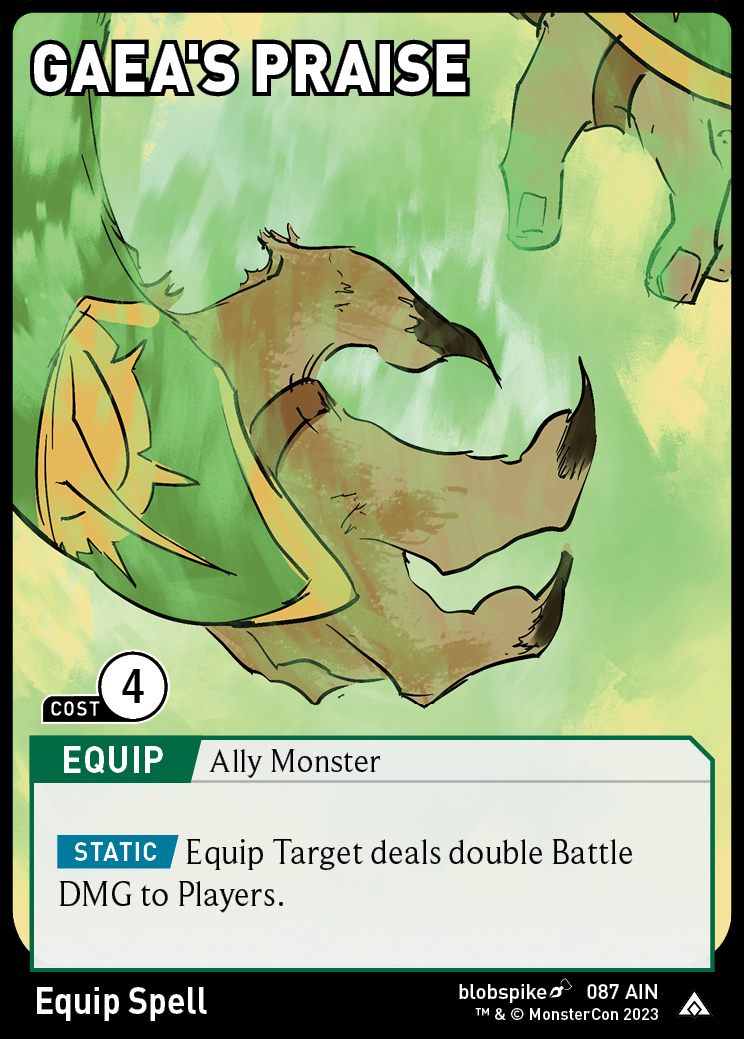 GAEA'S PRAISE
COST 4
EQUIP Ally Monster
STATIC Equip Target deals double Battle
DMG to Players.
Equip Spell
blobspike 087 AIN
™ & © MonsterCon 2023